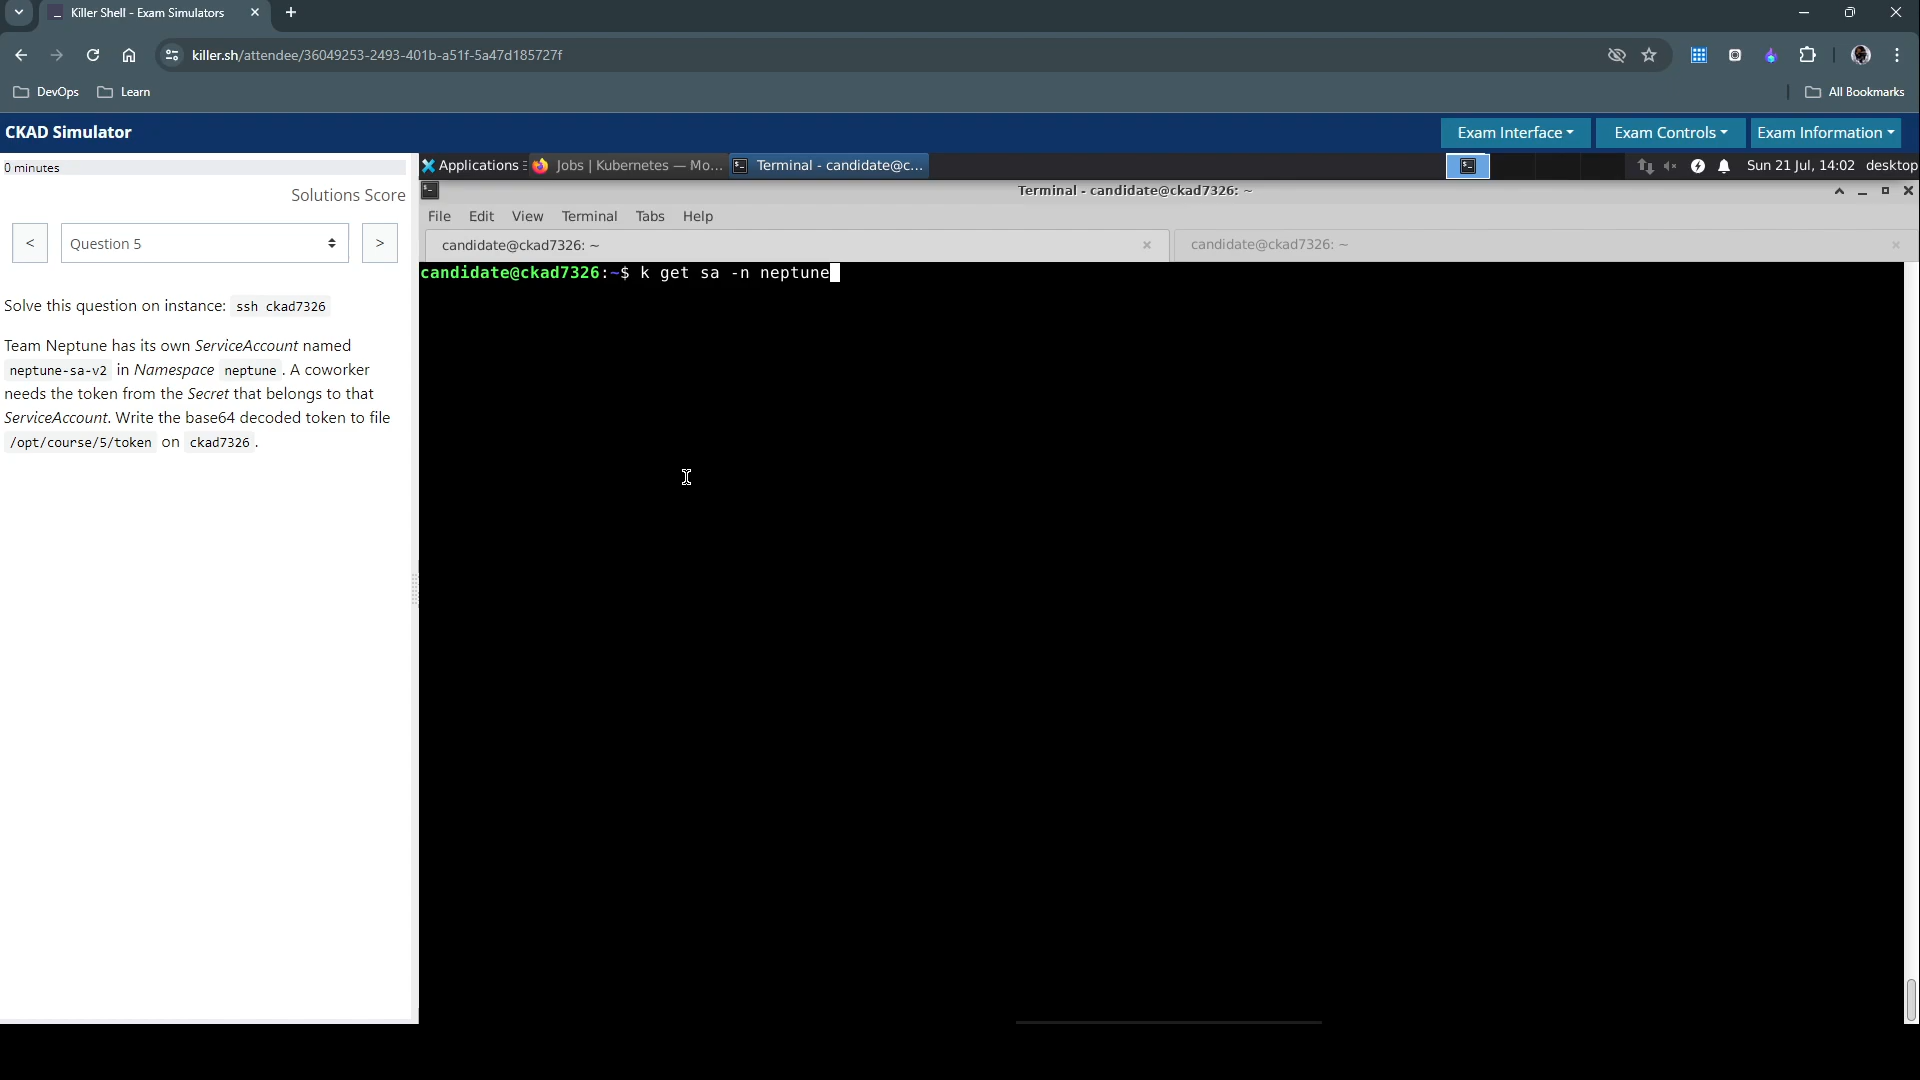 Killer Shell - Exam Simulators
killer.sh/attendee/36049253-2493-401b-a51f-5a47d185727f
DevOps Learn All Bookmarks
CKAD Simulator Exam Interface Exam Controls Exam Information
0 minutes
Applications Jobs | Kubernetes — Mo... Terminal - candidate@c... Sun 21 Jul, 14:02 desktop
Solutions Score
Terminal - candidate@ckad7326: ~
File Edit View Terminal Tabs Help
< Question 5 >
candidate@ckad7326: ~ candidate@ckad7326: ~
candidate@ckad7326:~$ k get sa -n neptune
Solve this question on instance: ssh ckad7326
Team Neptune has its own ServiceAccount named
neptune-sa-v2 in Namespace neptune . A coworker
needs the token from the Secret that belongs to that
ServiceAccount. Write the base64 decoded token to file
/opt/course/5/token on ckad7326 .